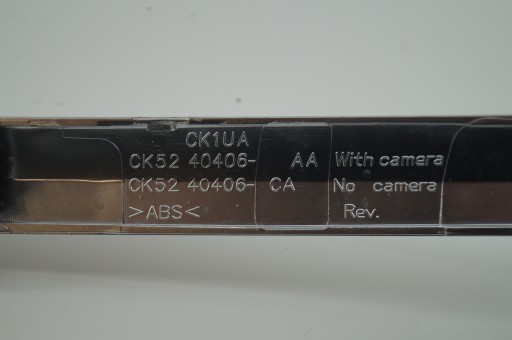 CK1UA
CK52 40406- AA With camera
CK52 40406- CA No camera
>ABS< Rev.